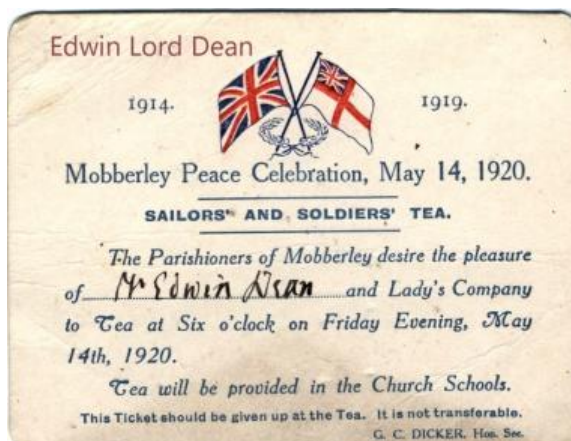 Edwin Lord Dean
1914. 1919.
Mobberley Peace Celebration, May 14, 1920.
SAILORS' AND SOLDIERS' TEA.
The Parishioners of Mobberley desire the pleasure
of Mr Edwin Dean and Lady's Company
to Tea at Six o'clock on Friday Evening, May
14th, 1920.
Tea will be provided in the Church Schools.
This Ticket should be given up at the Tea. It is not transferable.
G. C. DICKER, Hon. Sec.